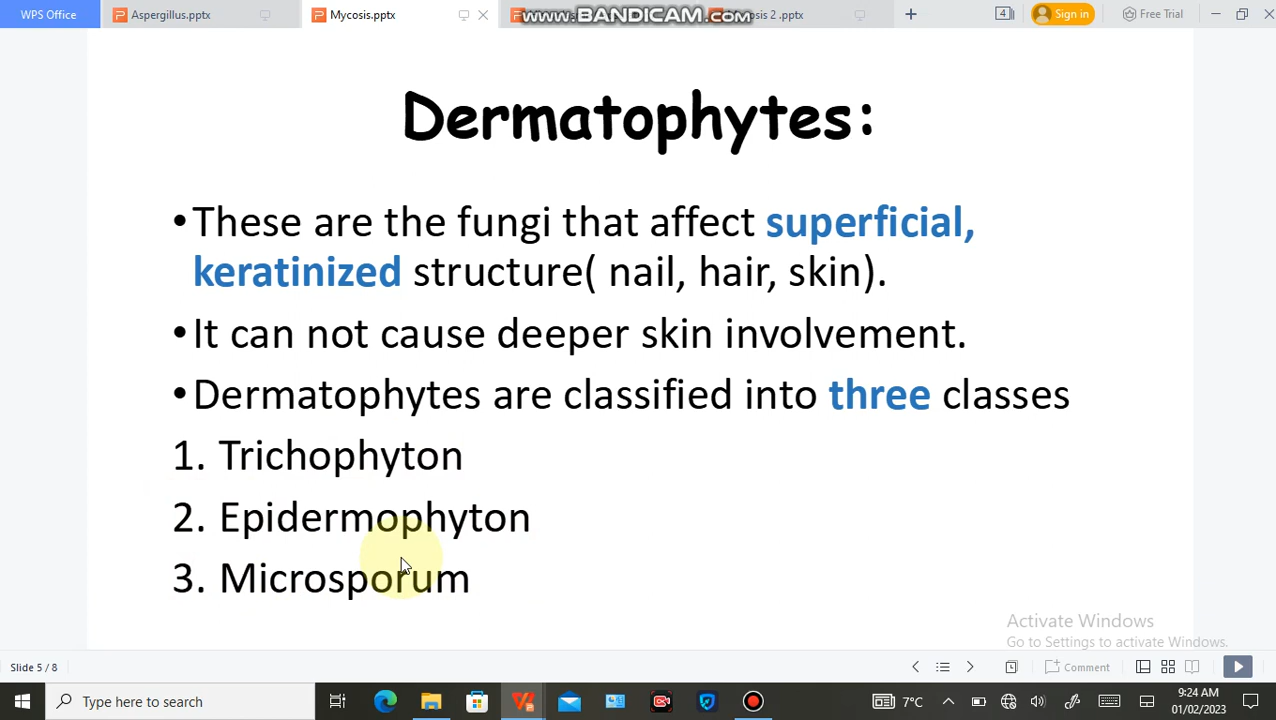 WPS Office
Aspergillus.pptx
Mycosis.pptx
www.BANDICAM.com
2 .pptx
4
Sign in
Free Trial
Dermatophytes:
•These are the fungi that affect superficial,
keratinized structure( nail, hair, skin).
•It can not cause deeper skin involvement.
•Dermatophytes are classified into three classes
1. Trichophyton
2. Epidermophyton
3. Microsporum
Activate Windows
Go to Settings to activate Windows.
Slide 5 / 8
Comment
Type here to search
7°C
9:24 AM
01/02/2023